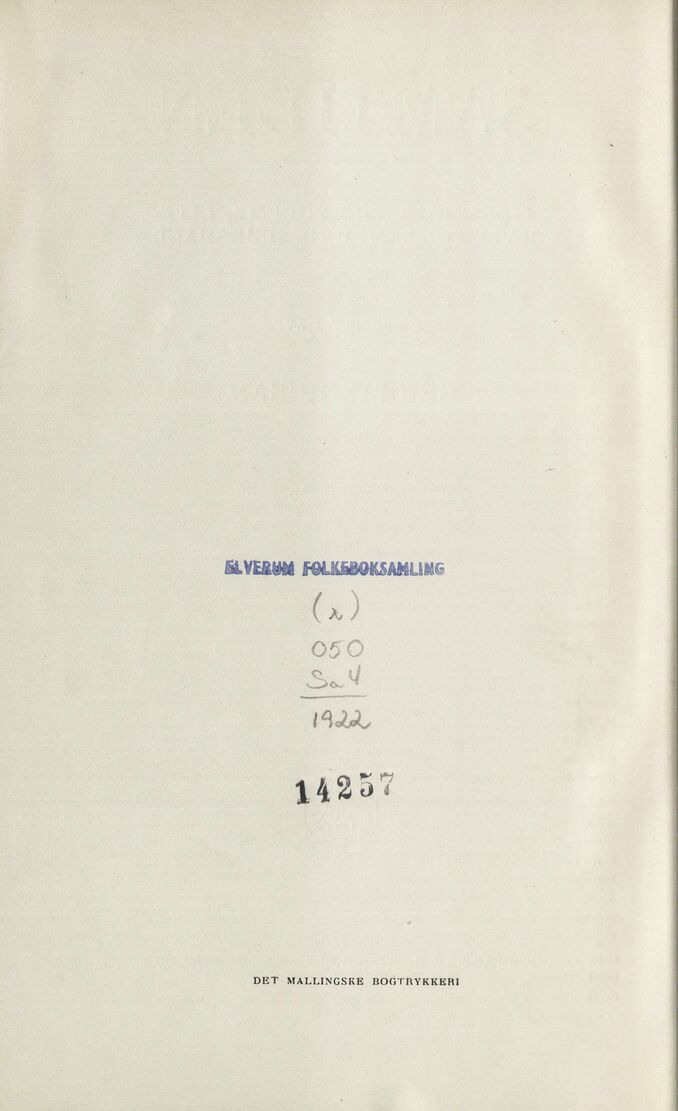 ELVERUM FOLKEBOKSAMLING
(r)
050
Sa4
1922
14257
DET MALLINGSKE BOGTRYKKERI